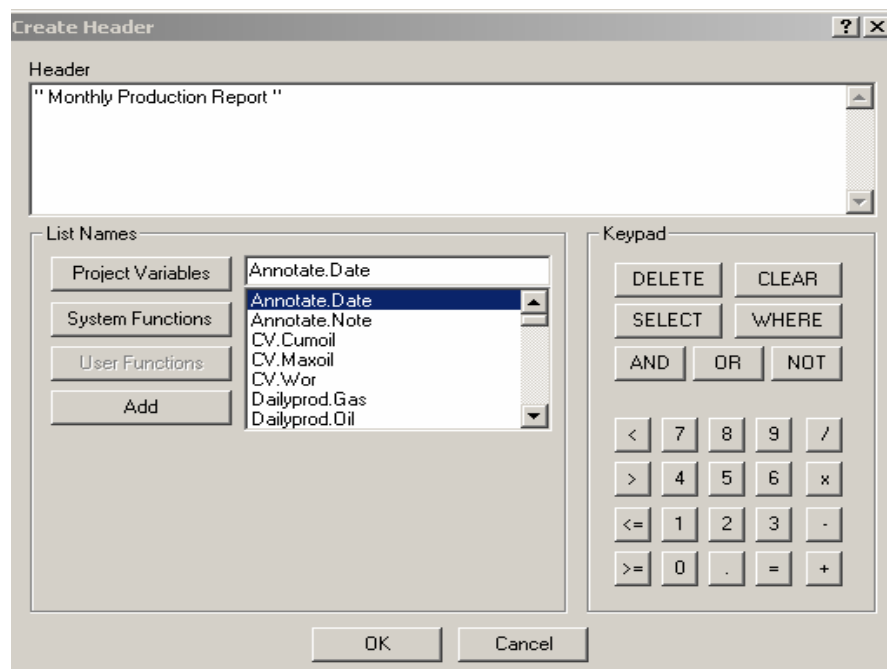 Create Header
? X
Header
" Monthly Production Report "
List Names
Project Variables
System Functions
User Functions
Add
Annotate.Date
Annotate.Date
Annotate.Note
CV.Cumoil
CV.Maxoil
CV.Wor
Dailyprod.Gas
Dailyprod.Oil
Keypad
DELETE CLEAR
SELECT WHERE
AND OR NOT
< 7 8 9 /
> 4 5 6 x
<= 1 2 3 -
>= 0 . = +
OK Cancel